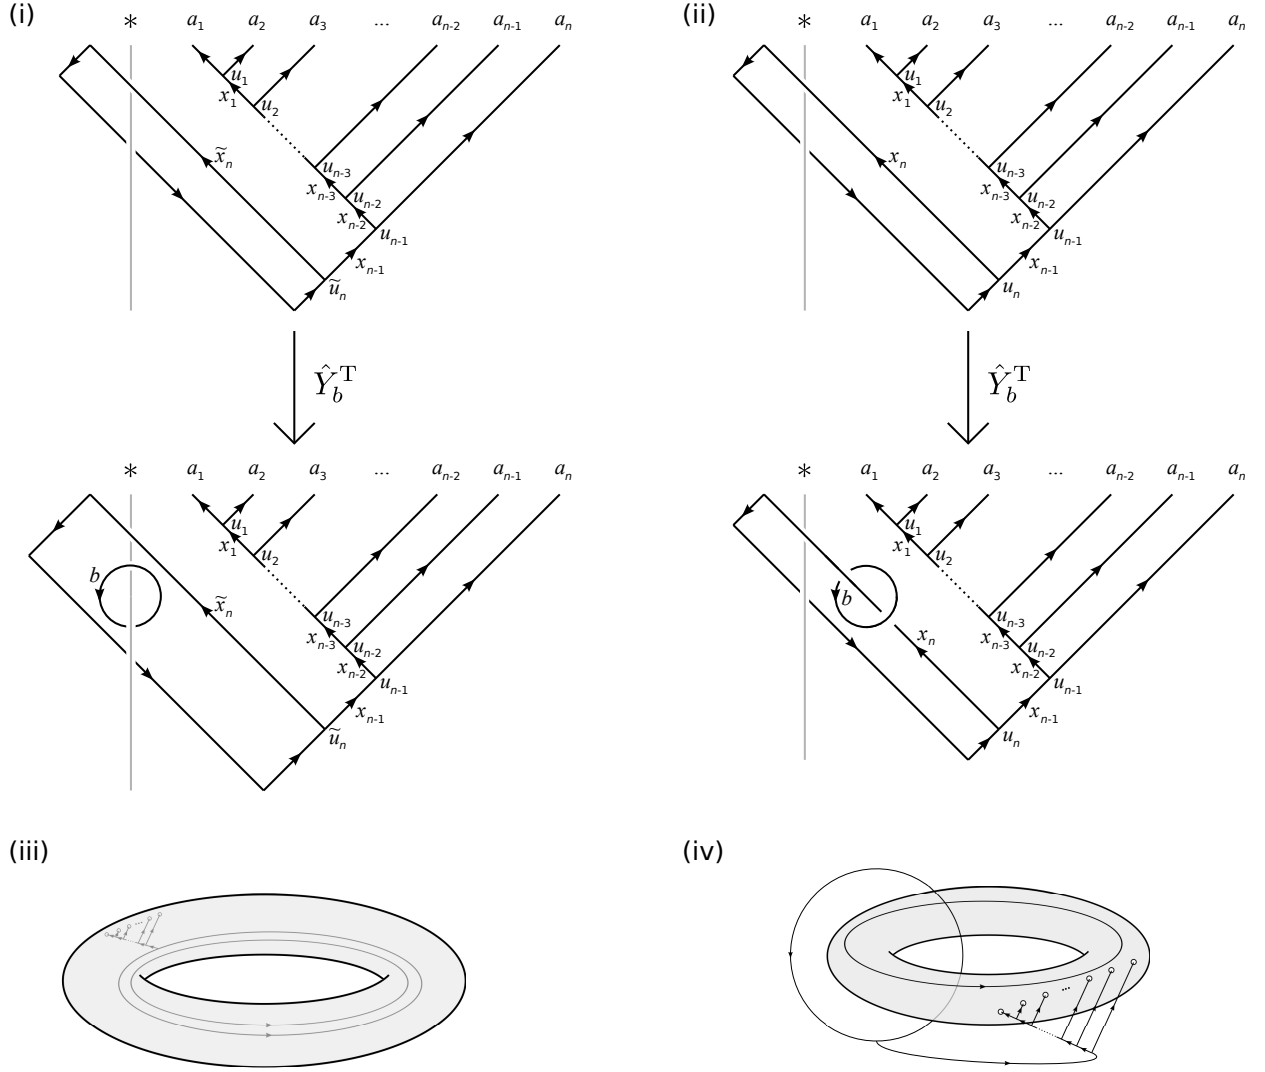 (i) * a1 a2 a3 ... an-2 an-1 an
u1
x1 u2
x̃n
un-3
xn-3 un-2
xn-2
un-1
xn-1
ũn
ŶbT
* a1 a2 a3 ... an-2 an-1 an
u1
x1 u2
b
x̃n
un-3
xn-3 un-2
xn-2
un-1
xn-1
ũn
(ii) * a1 a2 a3 ... an-2 an-1 an
u1
x1 u2
xn
un-3
xn-3 un-2
xn-2
un-1
xn-1
un
ŶbT
* a1 a2 a3 ... an-2 an-1 an
u1
x1 u2
b
xn
un-3
xn-3 un-2
xn-2
un-1
xn-1
un
(iii)
...
(iv)
...